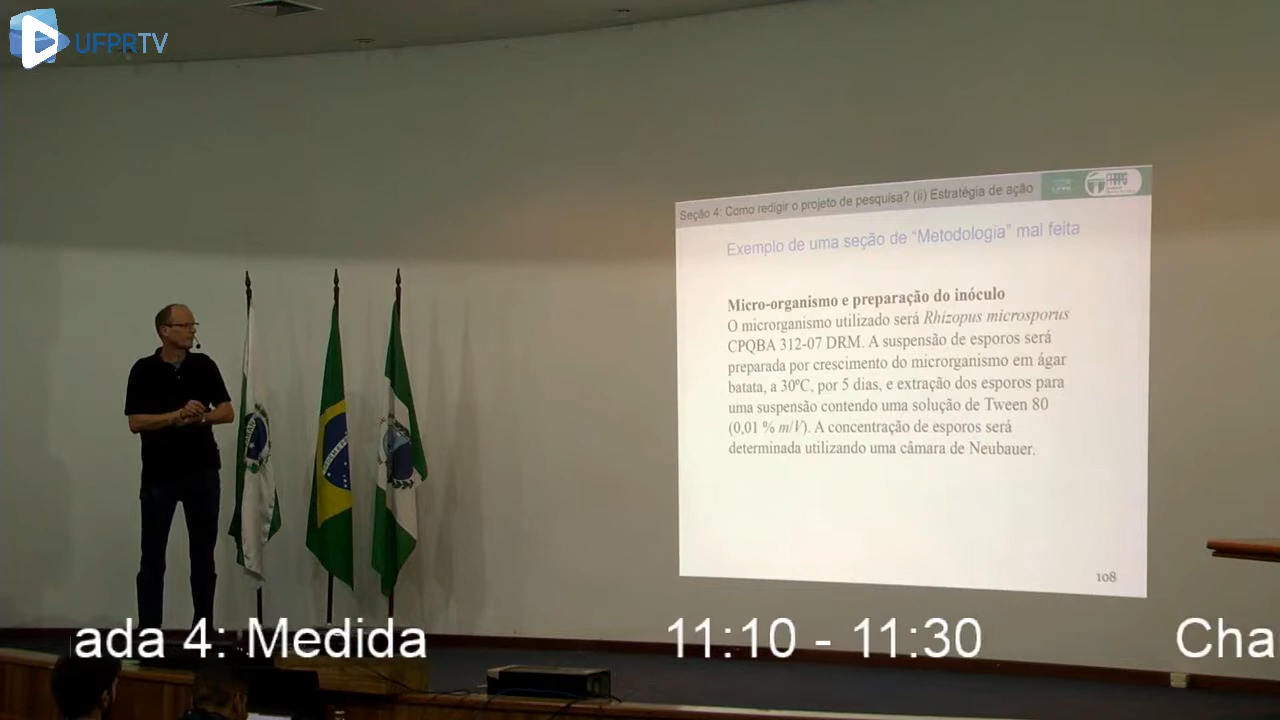 UFPRTV
Seção 4: Como redigir o projeto de pesquisa? (ii) Estratégia de ação
Exemplo de uma seção de “Metodologia” mal feita
Micro-organismo e preparação do inóculo
O microrganismo utilizado será Rhizopus microsporus
CPQBA 312-07 DRM. A suspensão de esporos será
preparada por crescimento do microrganismo em ágar
batata, a 30ºC, por 5 dias, e extração dos esporos para
uma suspensão contendo uma solução de Tween 80
(0,01 % m/V). A concentração de esporos será
determinada utilizando uma câmara de Neubauer.
108
ada 4: Medida 11:10 - 11:30 Cha